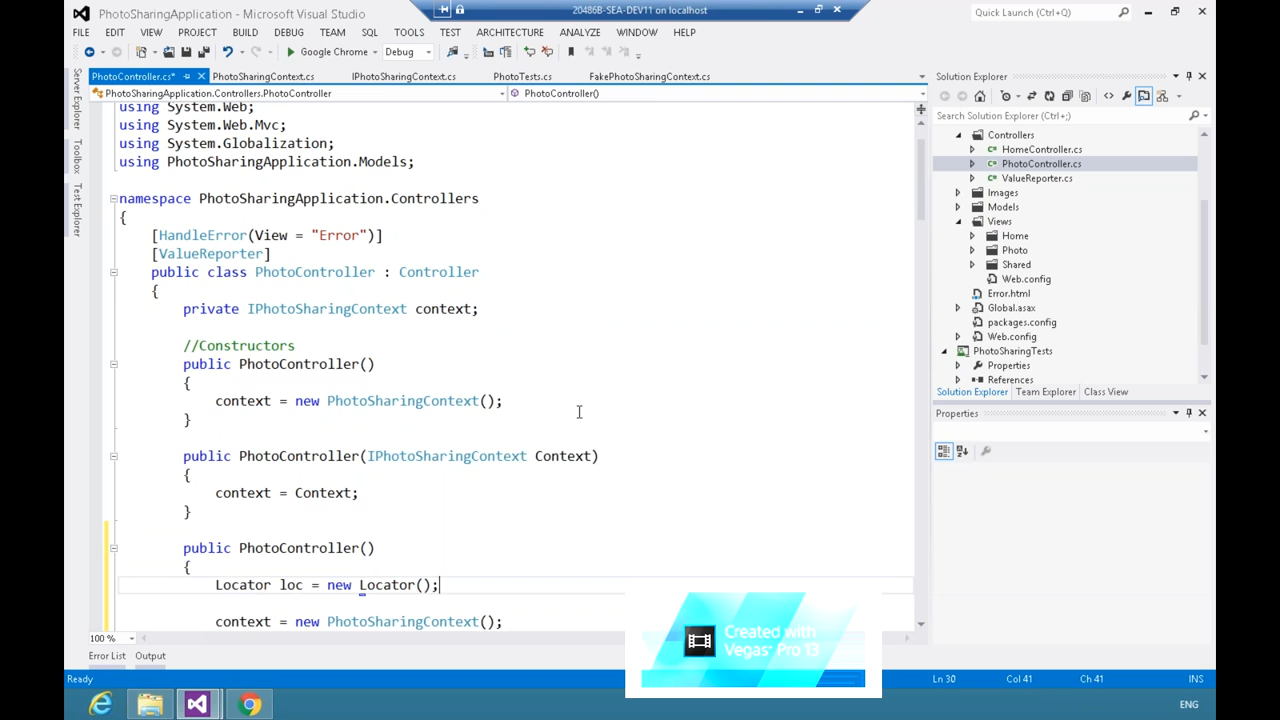 PhotoSharingApplication - Microsoft Visual Studio
20486B-SEA-DEV11 on localhost
Quick Launch (Ctrl+Q)
FILE EDIT VIEW PROJECT BUILD DEBUG TEAM SQL TOOLS TEST ARCHITECTURE ANALYZE WINDOW HELP
Google Chrome Debug
PhotoController.cs* PhotoSharingContext.cs IPhotoSharingContext.cs PhotoTests.cs FakePhotoSharingContext.cs
PhotoSharingApplication.Controllers.PhotoController PhotoController()
Server Explorer
Toolbox
Test Explorer
using System.Web;
using System.Web.Mvc;
using System.Globalization;
using PhotoSharingApplication.Models;
namespace PhotoSharingApplication.Controllers
{
[HandleError(View = "Error")]
[ValueReporter]
public class PhotoController : Controller
{
private IPhotoSharingContext context;
//Constructors
public PhotoController()
{
context = new PhotoSharingContext();
}
public PhotoController(IPhotoSharingContext Context)
{
context = Context;
}
public PhotoController()
{
Locator loc = new Locator();
context = new PhotoSharingContext();
100 %
Solution Explorer
Search Solution Explorer (Ctrl+;)
Controllers
HomeController.cs
PhotoController.cs
ValueReporter.cs
Images
Models
Views
Home
Photo
Shared
Web.config
Error.html
Global.asax
packages.config
Web.config
PhotoSharingTests
Properties
References
Solution Explorer Team Explorer Class View
Properties
Created with
Vegas Pro 13
Error List Output
Ready Ln 30 Col 41 Ch 41 INS
ENG